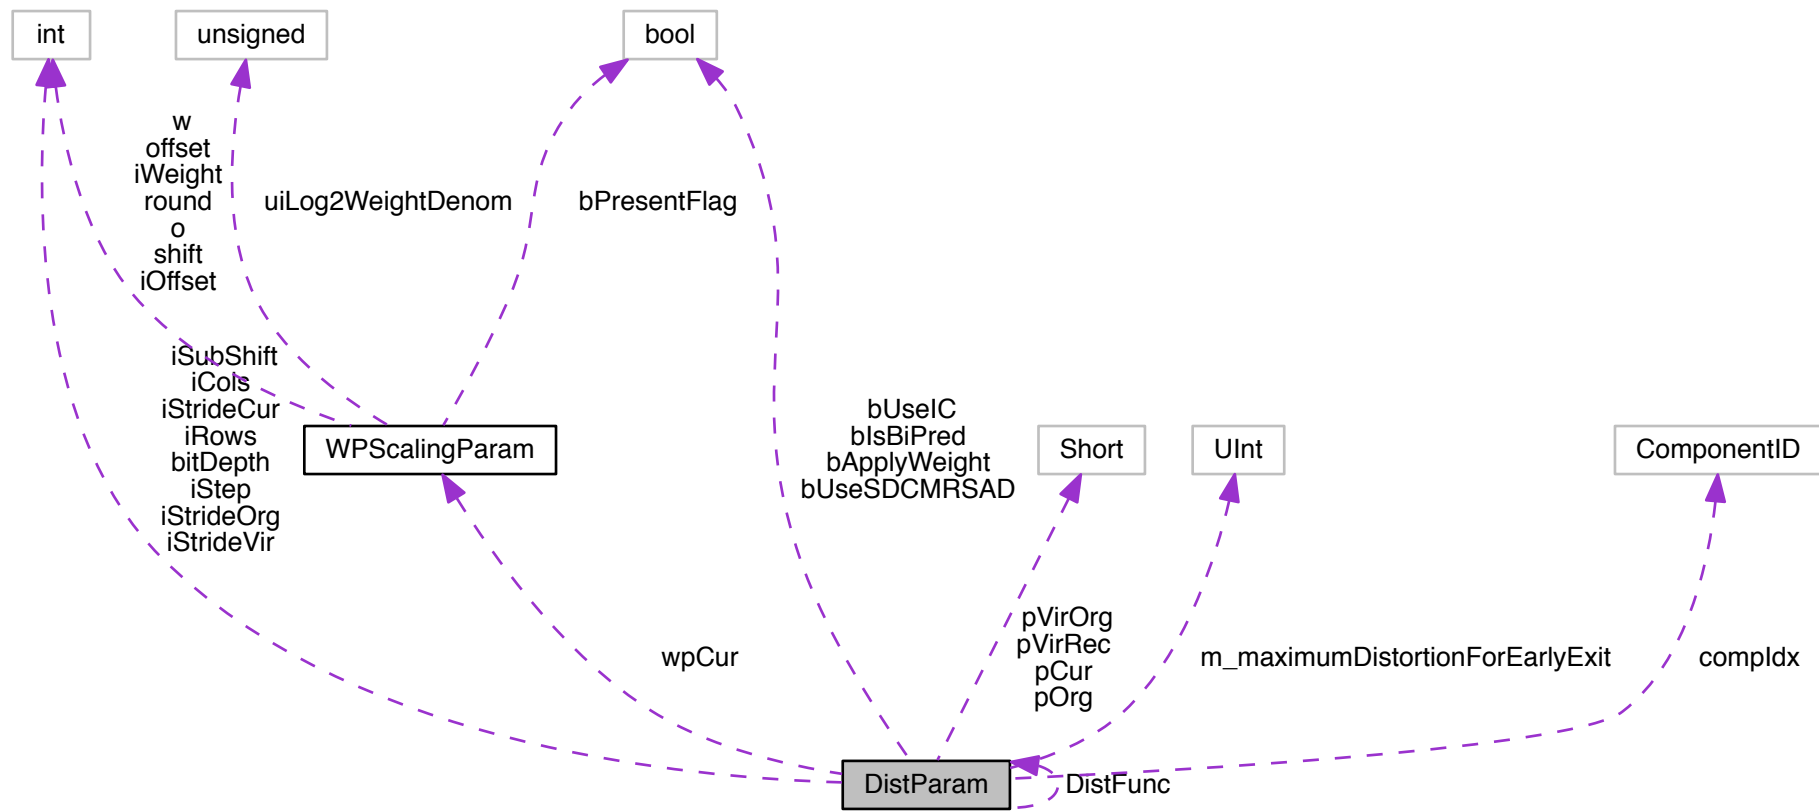 int
unsigned
bool
w
offset
iWeight
round
o
shift
iOffset
uiLog2WeightDenom
bPresentFlag
iSubShift
iCols
iStrideCur
iRows
bitDepth
iStep
iStrideOrg
iStrideVir
WPScalingParam
bUseIC
bIsBiPred
bApplyWeight
bUseSDCMRSAD
Short
UInt
ComponentID
wpCur
pVirOrg
pVirRec
pCur
pOrg
m_maximumDistortionForEarlyExit
compIdx
DistParam
DistFunc